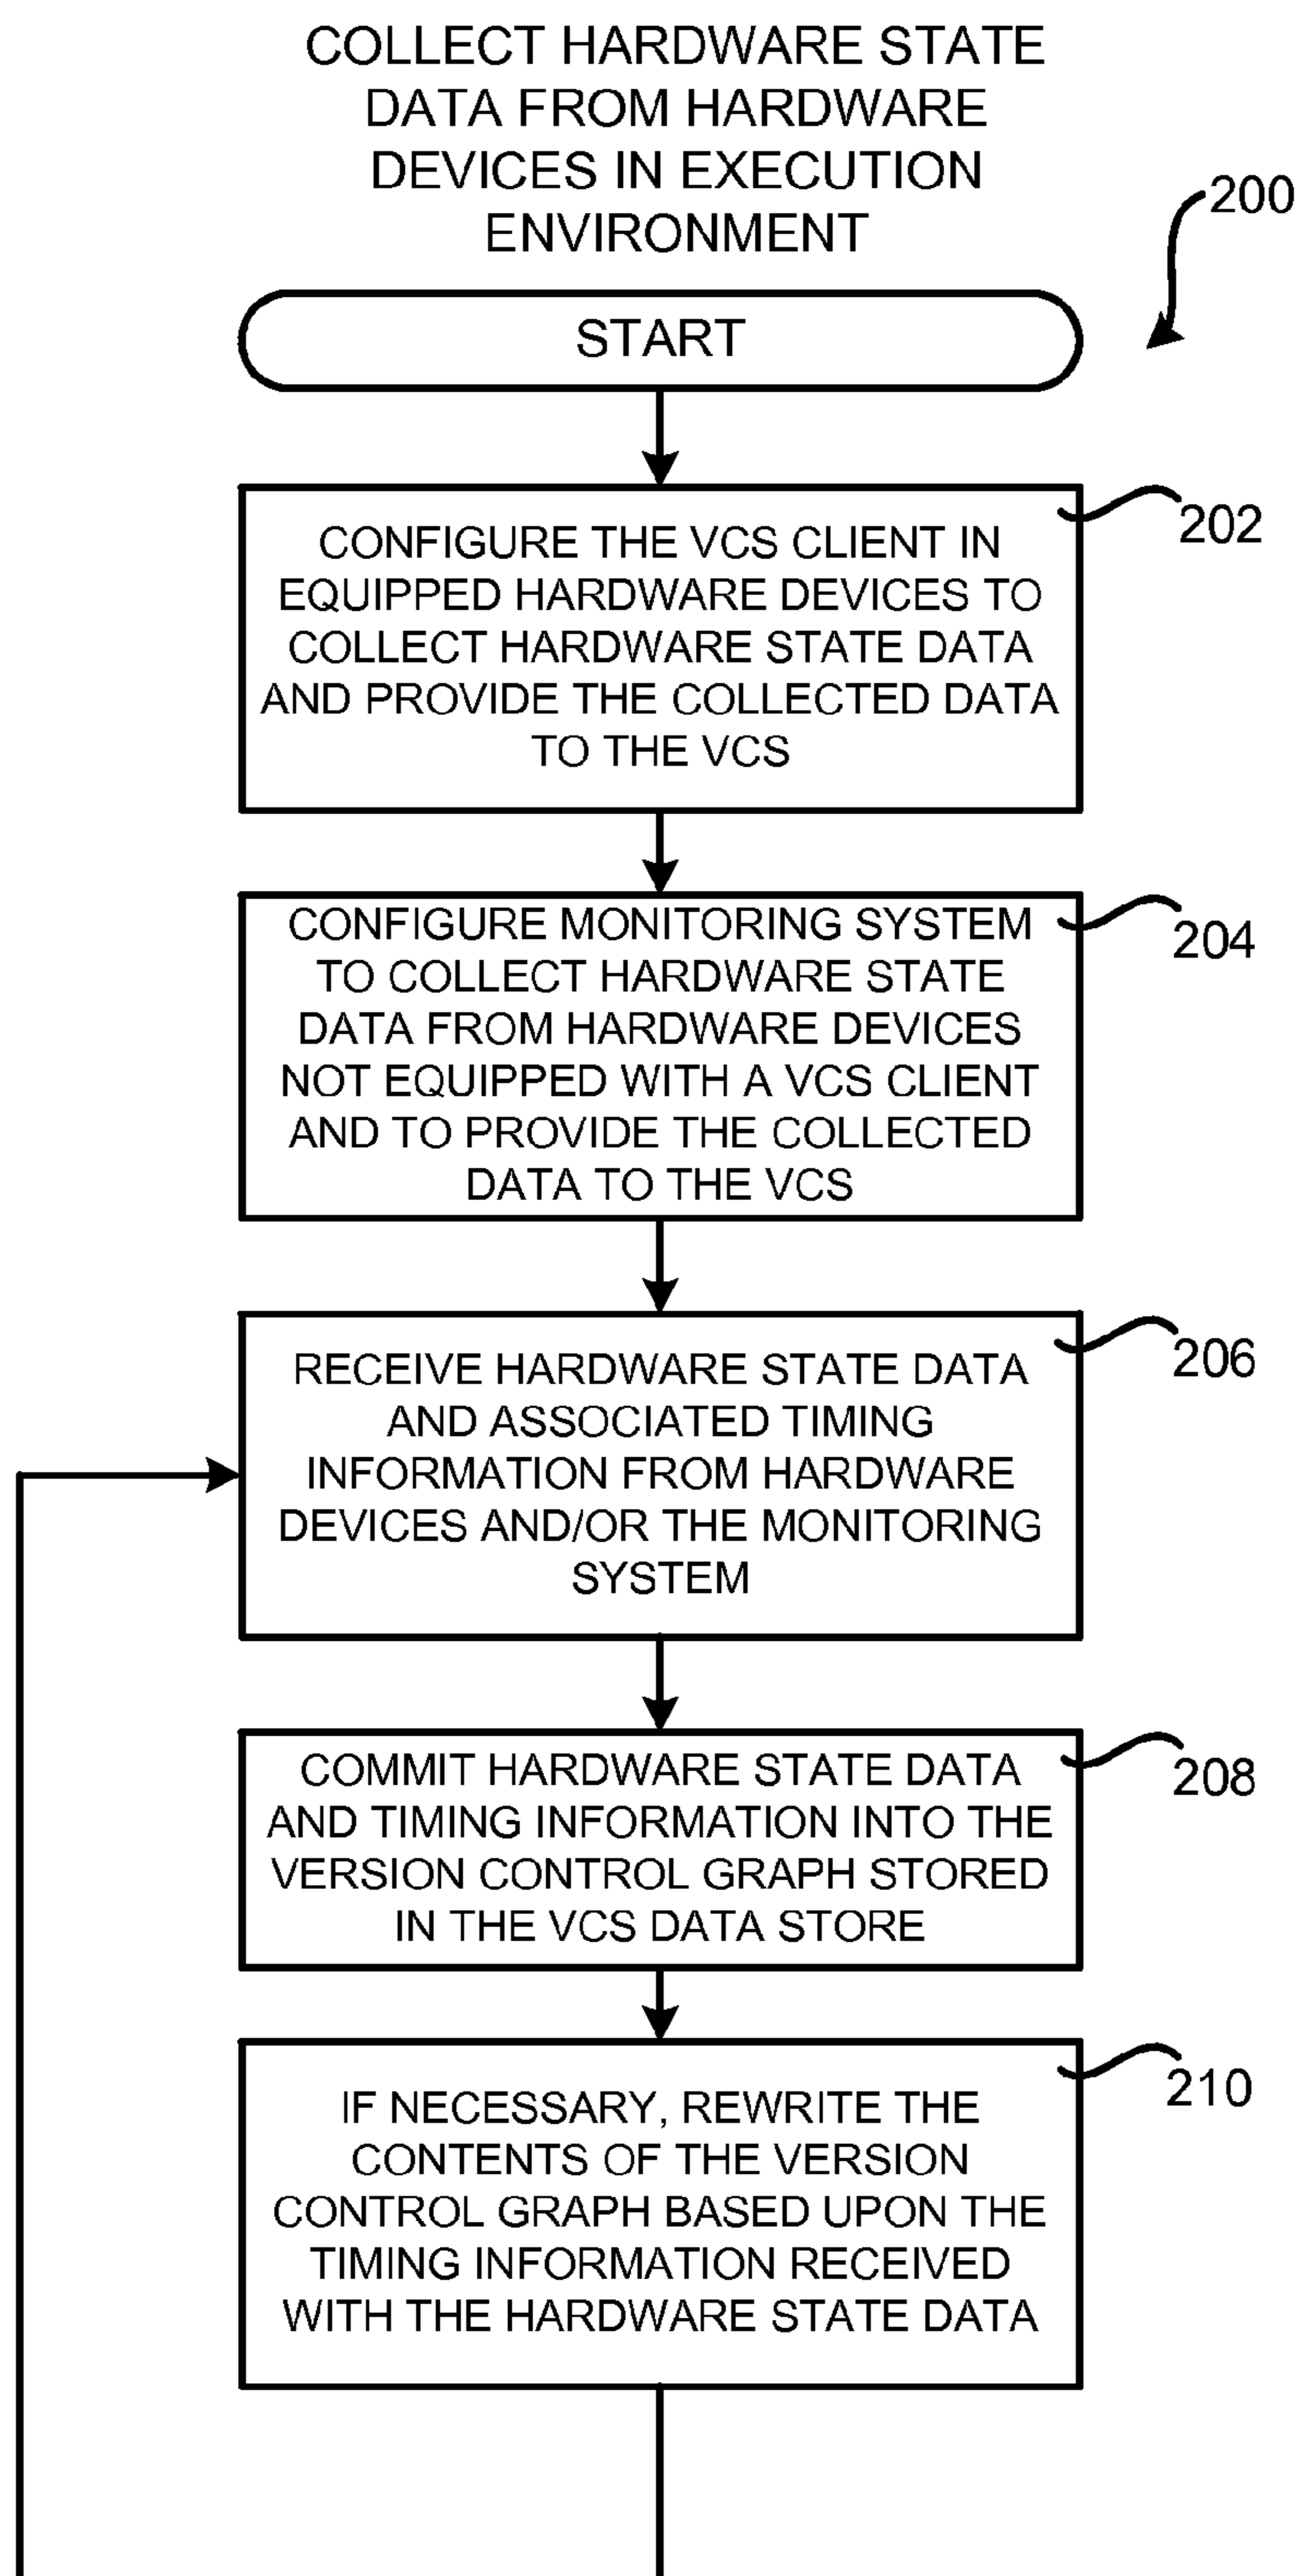 COLLECT HARDWARE STATE
DATA FROM HARDWARE
DEVICES IN EXECUTION
ENVIRONMENT
200
START
202
CONFIGURE THE VCS CLIENT IN
EQUIPPED HARDWARE DEVICES TO
COLLECT HARDWARE STATE DATA
AND PROVIDE THE COLLECTED DATA
TO THE VCS
204
CONFIGURE MONITORING SYSTEM
TO COLLECT HARDWARE STATE
DATA FROM HARDWARE DEVICES
NOT EQUIPPED WITH A VCS CLIENT
AND TO PROVIDE THE COLLECTED
DATA TO THE VCS
206
RECEIVE HARDWARE STATE DATA
AND ASSOCIATED TIMING
INFORMATION FROM HARDWARE
DEVICES AND/OR THE MONITORING
SYSTEM
208
COMMIT HARDWARE STATE DATA
AND TIMING INFORMATION INTO THE
VERSION CONTROL GRAPH STORED
IN THE VCS DATA STORE
210
IF NECESSARY, REWRITE THE
CONTENTS OF THE VERSION
CONTROL GRAPH BASED UPON THE
TIMING INFORMATION RECEIVED
WITH THE HARDWARE STATE DATA